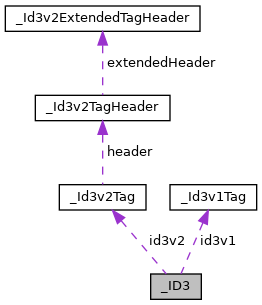 _Id3v2ExtendedTagHeader
extendedHeader
_Id3v2TagHeader
header
_Id3v2Tag
_Id3v1Tag
id3v2
id3v1
_ID3